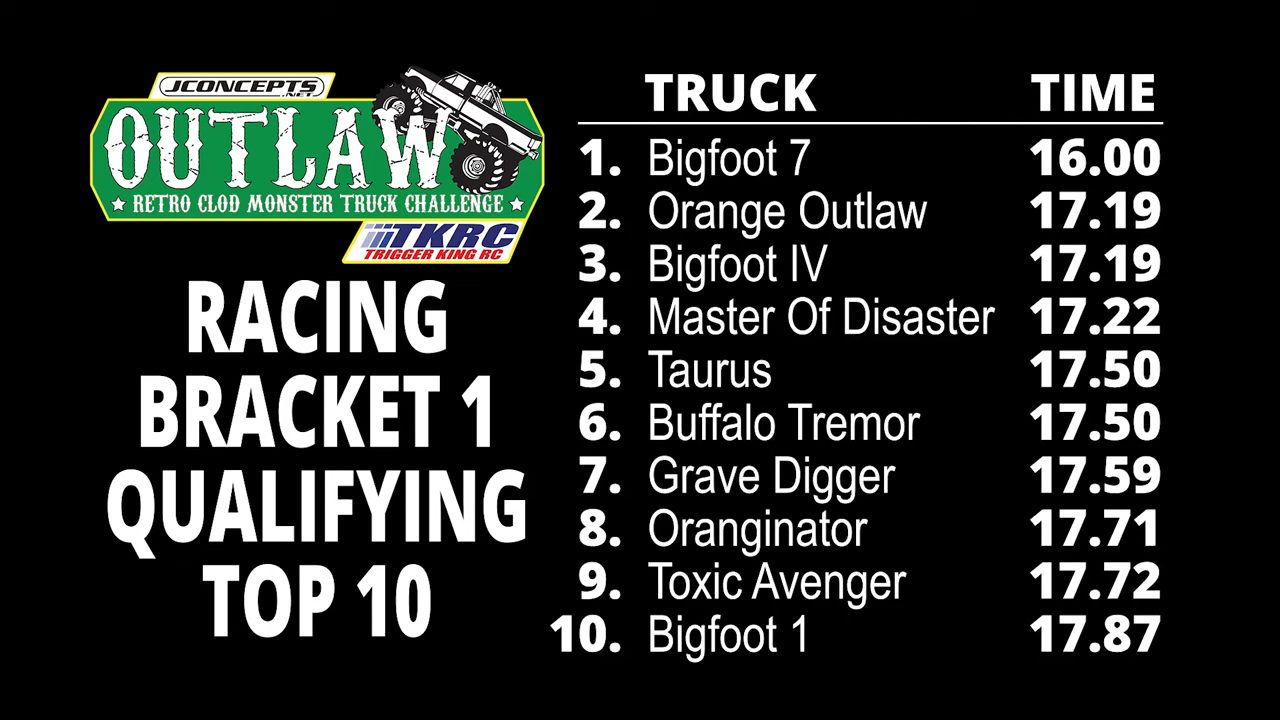 JCONCEPTS
.NET
OUTLAW
★ RETRO CLOD MONSTER TRUCK CHALLENGE ★
TKRC
TRIGGER KING RC
RACING
BRACKET 1
QUALIFYING
TOP 10
TRUCK TIME
1. Bigfoot 7 16.00
2. Orange Outlaw 17.19
3. Bigfoot IV 17.19
4. Master Of Disaster 17.22
5. Taurus 17.50
6. Buffalo Tremor 17.50
7. Grave Digger 17.59
8. Oranginator 17.71
9. Toxic Avenger 17.72
10. Bigfoot 1 17.87